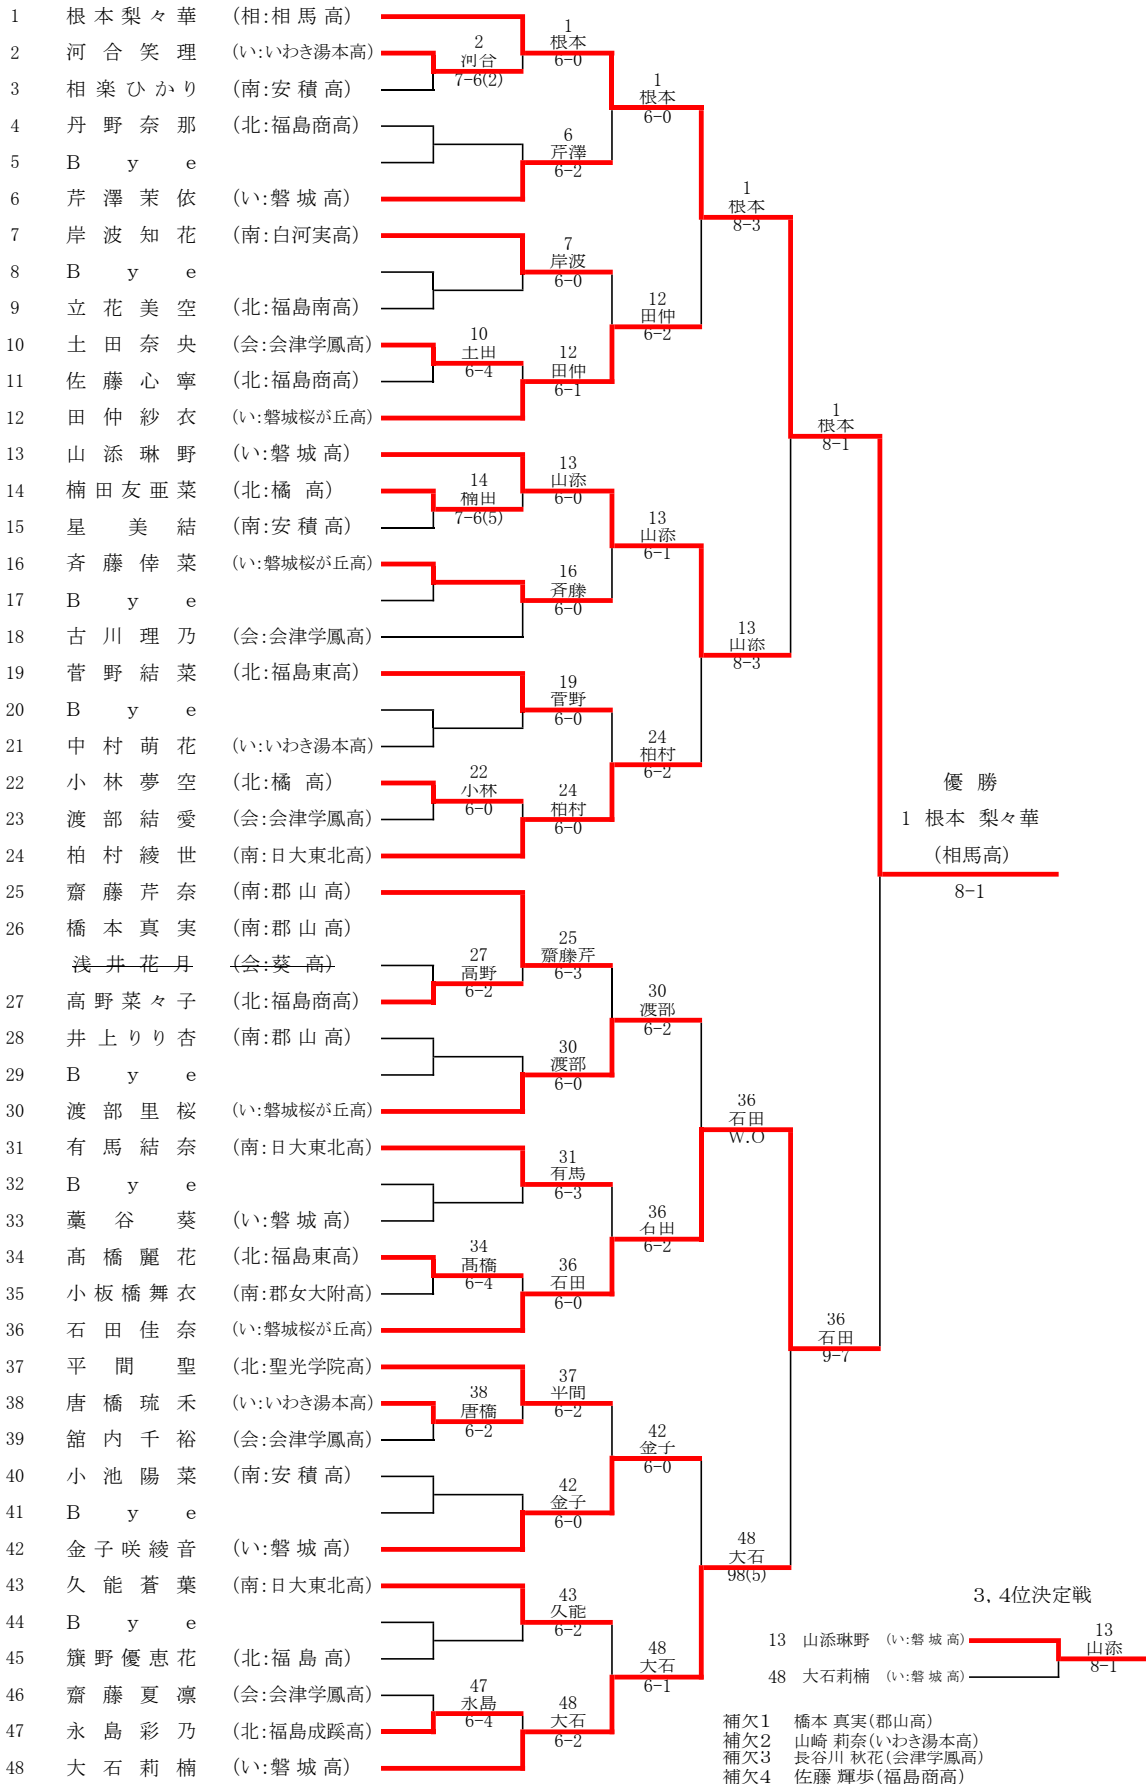 1 根本梨々華 (相:相馬高)
2 河合笑理 (い:いわき湯本高)
3 相楽ひかり (南:安積高)
4 丹野奈那 (北:福島商高)
5 Bye
6 芹澤茉依 (い:磐城高)
7 岸波知花 (南:白河実高)
8 Bye
9 立花美空 (北:福島南高)
10 土田奈央 (会:会津学鳳高)
11 佐藤心寧 (北:福島商高)
12 田仲紗衣 (い:磐城桜が丘高)
13 山添琳野 (い:磐城高)
14 楠田友亜菜 (北:橘高)
15 星美結 (南:安積高)
16 斉藤倖菜 (い:磐城桜が丘高)
17 Bye
18 古川理乃 (会:会津学鳳高)
19 菅野結菜 (北:福島東高)
20 Bye
21 中村萌花 (い:いわき湯本高)
22 小林夢空 (北:橘高)
23 渡部結愛 (会:会津学鳳高)
24 柏村綾世 (南:日大東北高)
25 齋藤芹奈 (南:郡山高)
26 橋本真実 (南:郡山高)
浅井花月 (会:葵高)
27 高野菜々子 (北:福島商高)
28 井上りり杏 (南:郡山高)
29 Bye
30 渡部里桜 (い:磐城桜が丘高)
31 有馬結奈 (南:日大東北高)
32 Bye
33 藁谷葵 (い:磐城高)
34 髙橋麗花 (北:福島東高)
35 小板橋舞衣 (南:郡女大附高)
36 石田佳奈 (い:磐城桜が丘高)
37 平間聖 (北:聖光学院高)
38 唐橋琉禾 (い:いわき湯本高)
39 舘内千裕 (会:会津学鳳高)
40 小池陽菜 (南:安積高)
41 Bye
42 金子咲綾音 (い:磐城高)
43 久能蒼葉 (南:日大東北高)
44 Bye
45 籏野優恵花 (北:福島高)
46 齋藤夏凛 (会:会津学鳳高)
47 永島彩乃 (北:福島成蹊高)
48 大石莉楠 (い:磐城高)
2
河合
7-6(2)
10
土田
6-4
14
楠田
7-6(5)
22
小林
6-0
27
高野
6-2
34
髙橋
6-4
38
唐橋
6-2
47
永島
6-4
1
根本
6-0
6
芹澤
6-2
7
岸波
6-0
12
田仲
6-1
13
山添
6-0
16
斉藤
6-0
19
菅野
6-0
24
柏村
6-0
25
齋藤芹
6-3
30
渡部
6-0
31
有馬
6-3
36
石田
6-0
37
平間
6-2
42
金子
6-0
43
久能
6-2
48
大石
6-2
1
根本
6-0
12
田仲
6-2
13
山添
6-1
24
柏村
6-2
30
渡部
6-2
36
石田
6-2
42
金子
6-0
48
大石
6-1
1
根本
8-3
13
山添
8-3
36
石田
W.O
48
大石
98(5)
1
根本
8-1
36
石田
9-7
優勝
1 根本 梨々華
(相馬高)
8-1
3，4位決定戦
13 山添琳野 (い:磐城高)
48 大石莉楠 (い:磐城高)
13
山添
8-1
補欠1 橋本 真実(郡山高)
補欠2 山崎 莉奈(いわき湯本高)
補欠3 長谷川 秋花(会津学鳳高)
補欠4 佐藤 輝歩(福島商高)